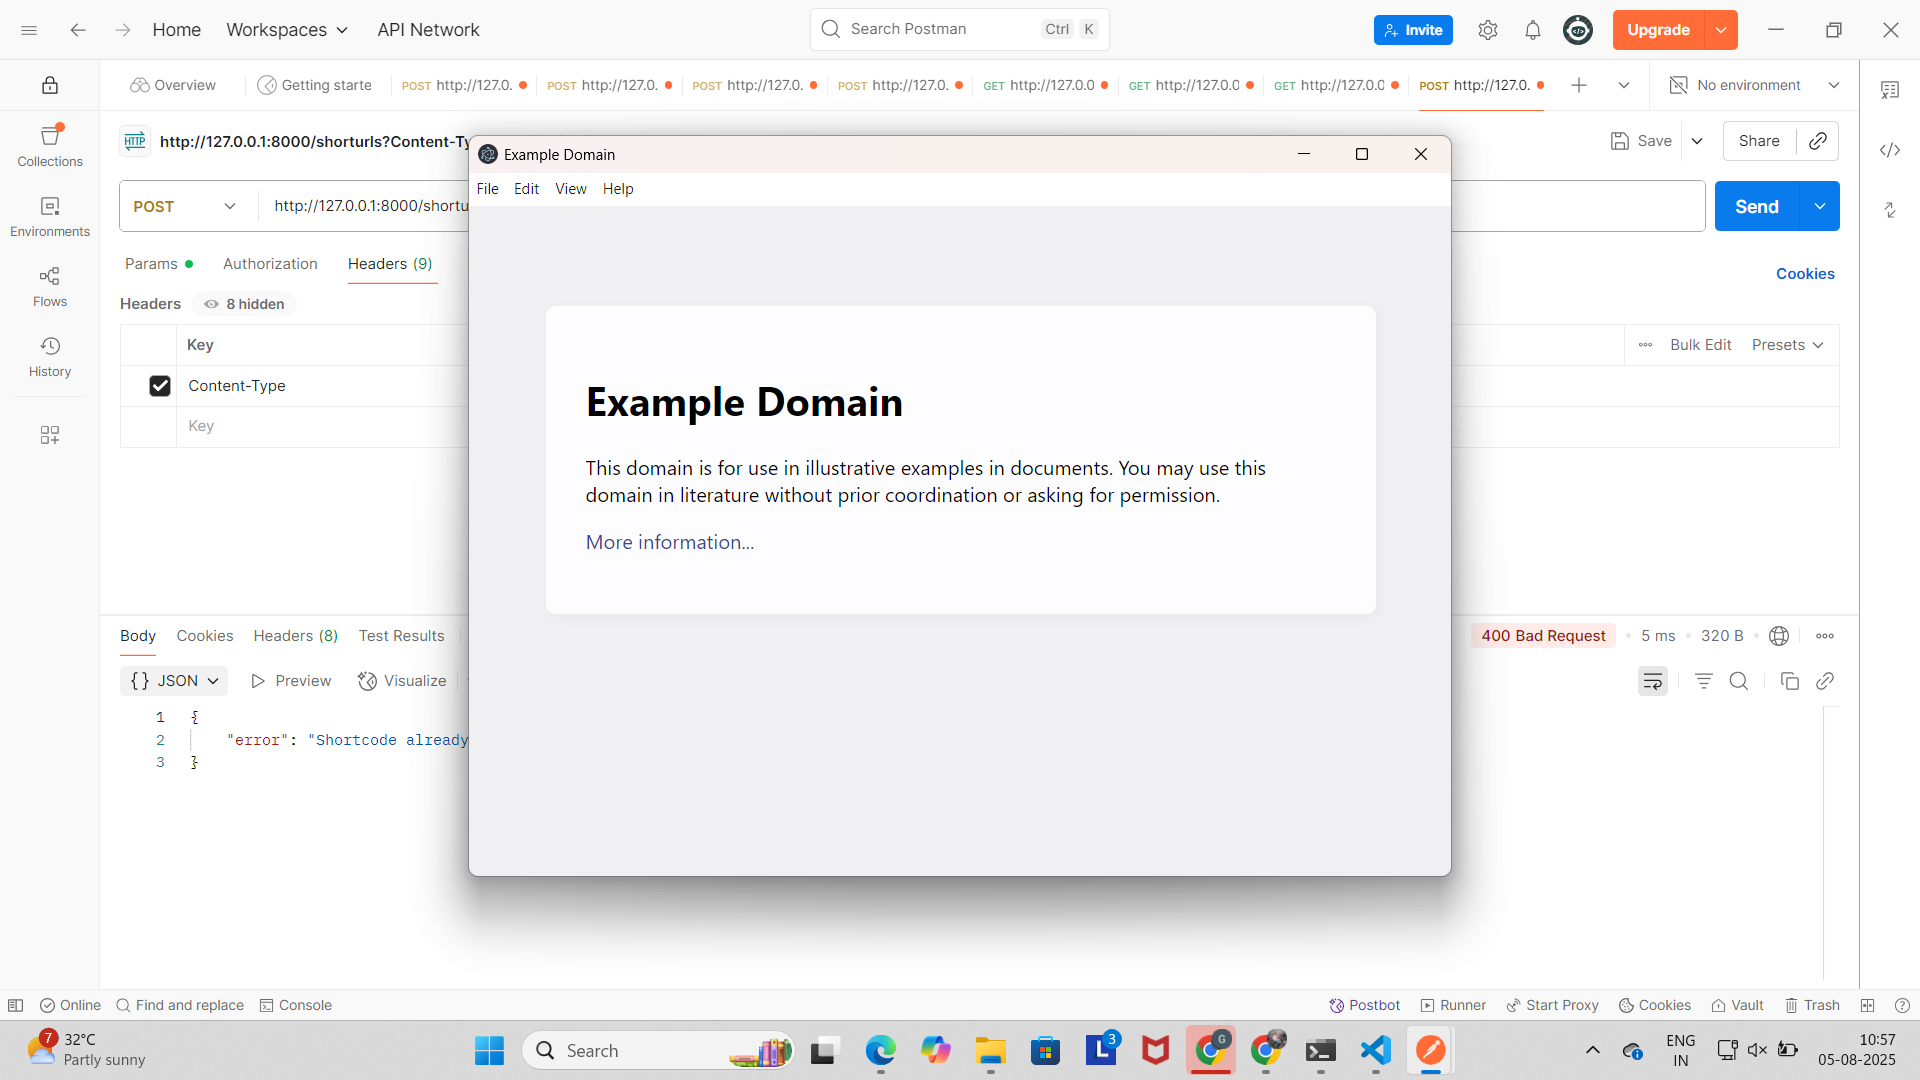 Home Workspaces API Network Search Postman Ctrl K Invite Upgrade
Overview Getting starte POST http://127.0. POST http://127.0. POST http://127.0. POST http://127.0. GET http://127.0.0 GET http://127.0.0 GET http://127.0.0 POST http://127.0. No environment
Collections
Environments
Flows
History
HTTP http://127.0.0.1:8000/shorturls?Content-Ty Save Share
POST http://127.0.0.1:8000/shortu Send
Params Authorization Headers (9) Cookies
Headers 8 hidden
Key Bulk Edit Presets
Content-Type
Key
Example Domain
File Edit View Help
Example Domain
This domain is for use in illustrative examples in documents. You may use this
domain in literature without prior coordination or asking for permission.
More information...
Body Cookies Headers (8) Test Results 400 Bad Request 5 ms 320 B
{} JSON Preview Visualize
1 {
2 "error": "Shortcode already
3 }
Online Find and replace Console Postbot Runner Start Proxy Cookies Vault Trash
7 32°C
Partly sunny
Search L 3 G
ENG
IN
10:57
05-08-2025